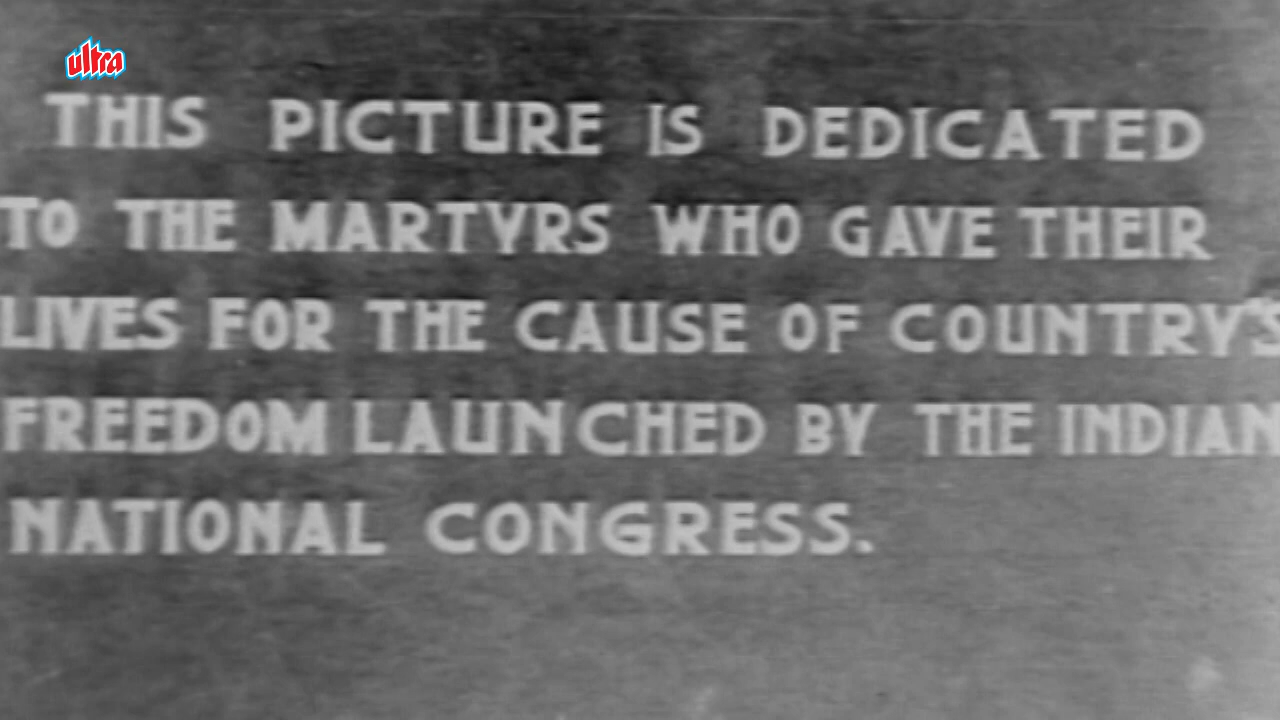 ultra
THIS PICTURE IS DEDICATED
TO THE MARTYRS WHO GAVE THEIR
LIVES FOR THE CAUSE OF COUNTRY'S
FREEDOM LAUNCHED BY THE INDIAN
NATIONAL CONGRESS.